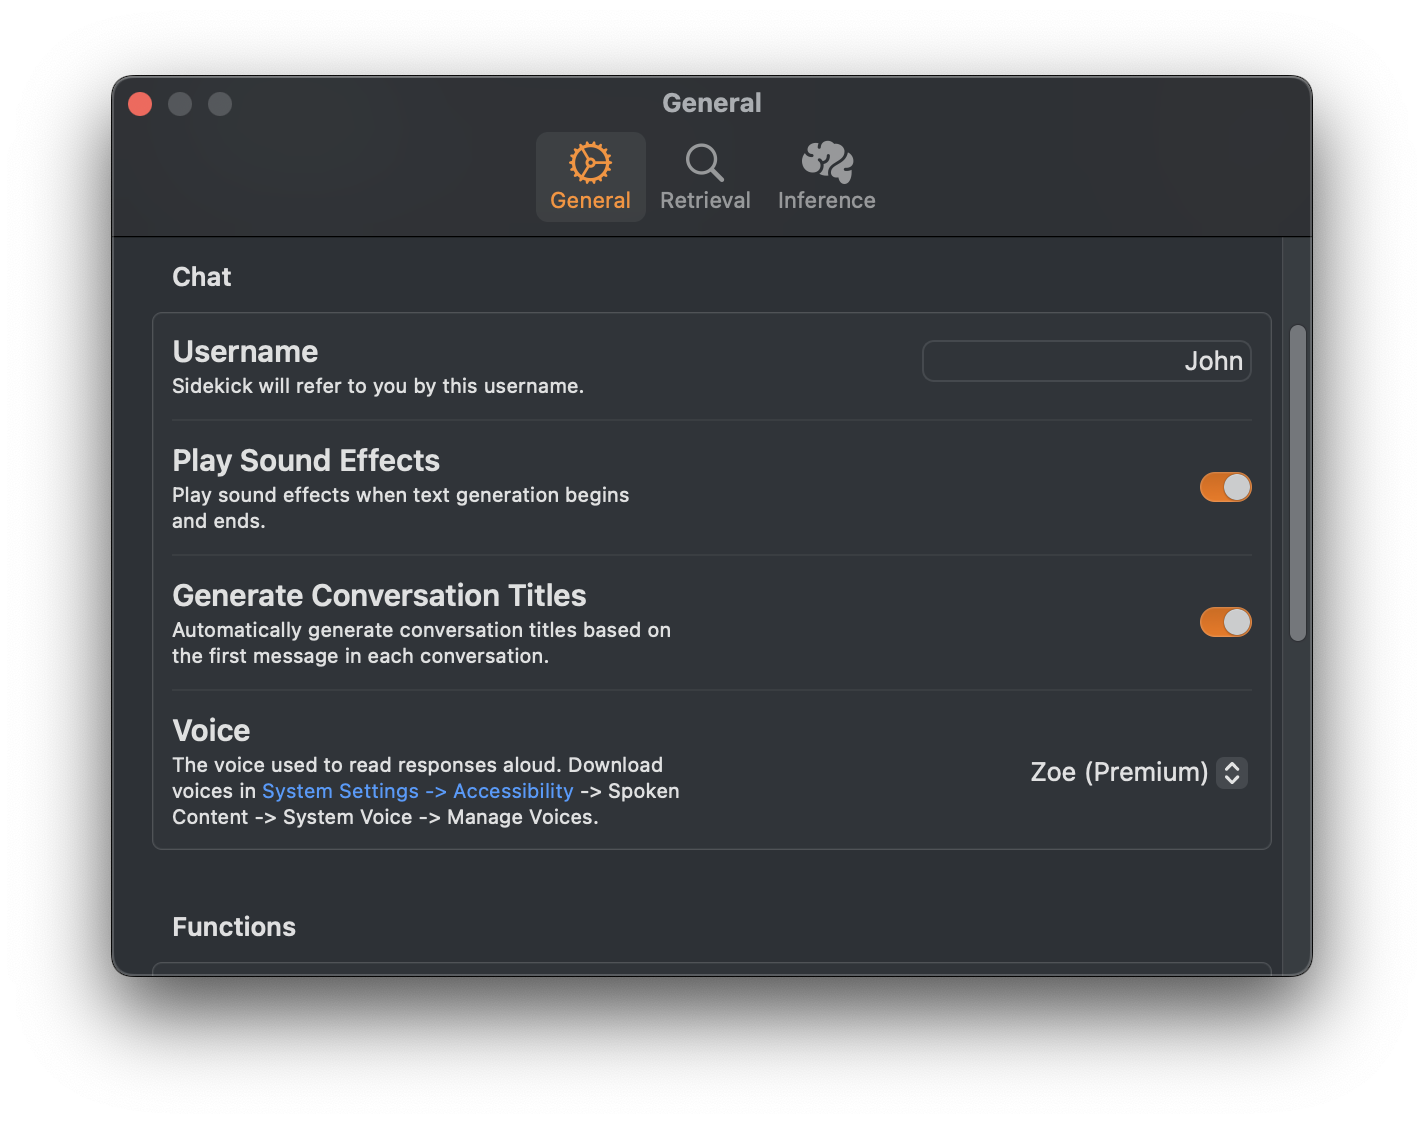 General
General
Retrieval
Inference
Chat
Username
John
Sidekick will refer to you by this username.
Play Sound Effects
Play sound effects when text generation begins
and ends.
Generate Conversation Titles
Automatically generate conversation titles based on
the first message in each conversation.
Voice
The voice used to read responses aloud. Download
voices in System Settings -> Accessibility -> Spoken
Content -> System Voice -> Manage Voices.
Zoe (Premium)
Functions